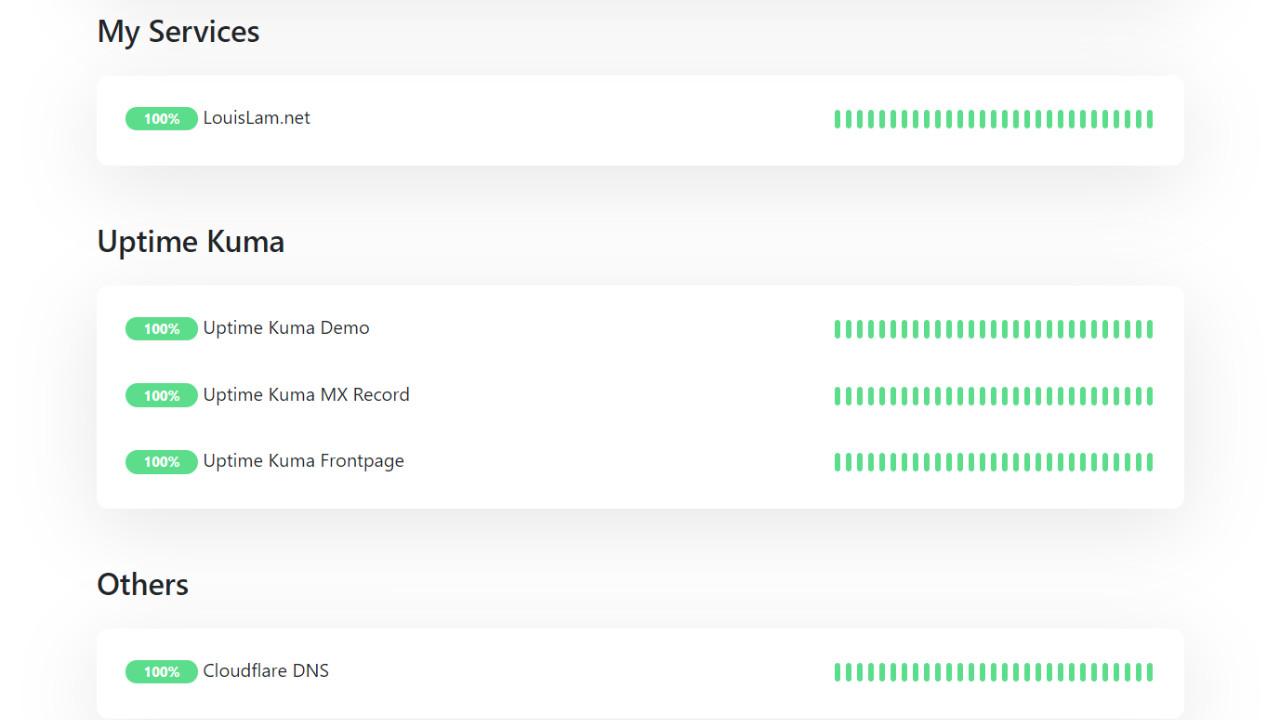 My Services
100% LouisLam.net
Uptime Kuma
100% Uptime Kuma Demo
100% Uptime Kuma MX Record
100% Uptime Kuma Frontpage
Others
100% Cloudflare DNS